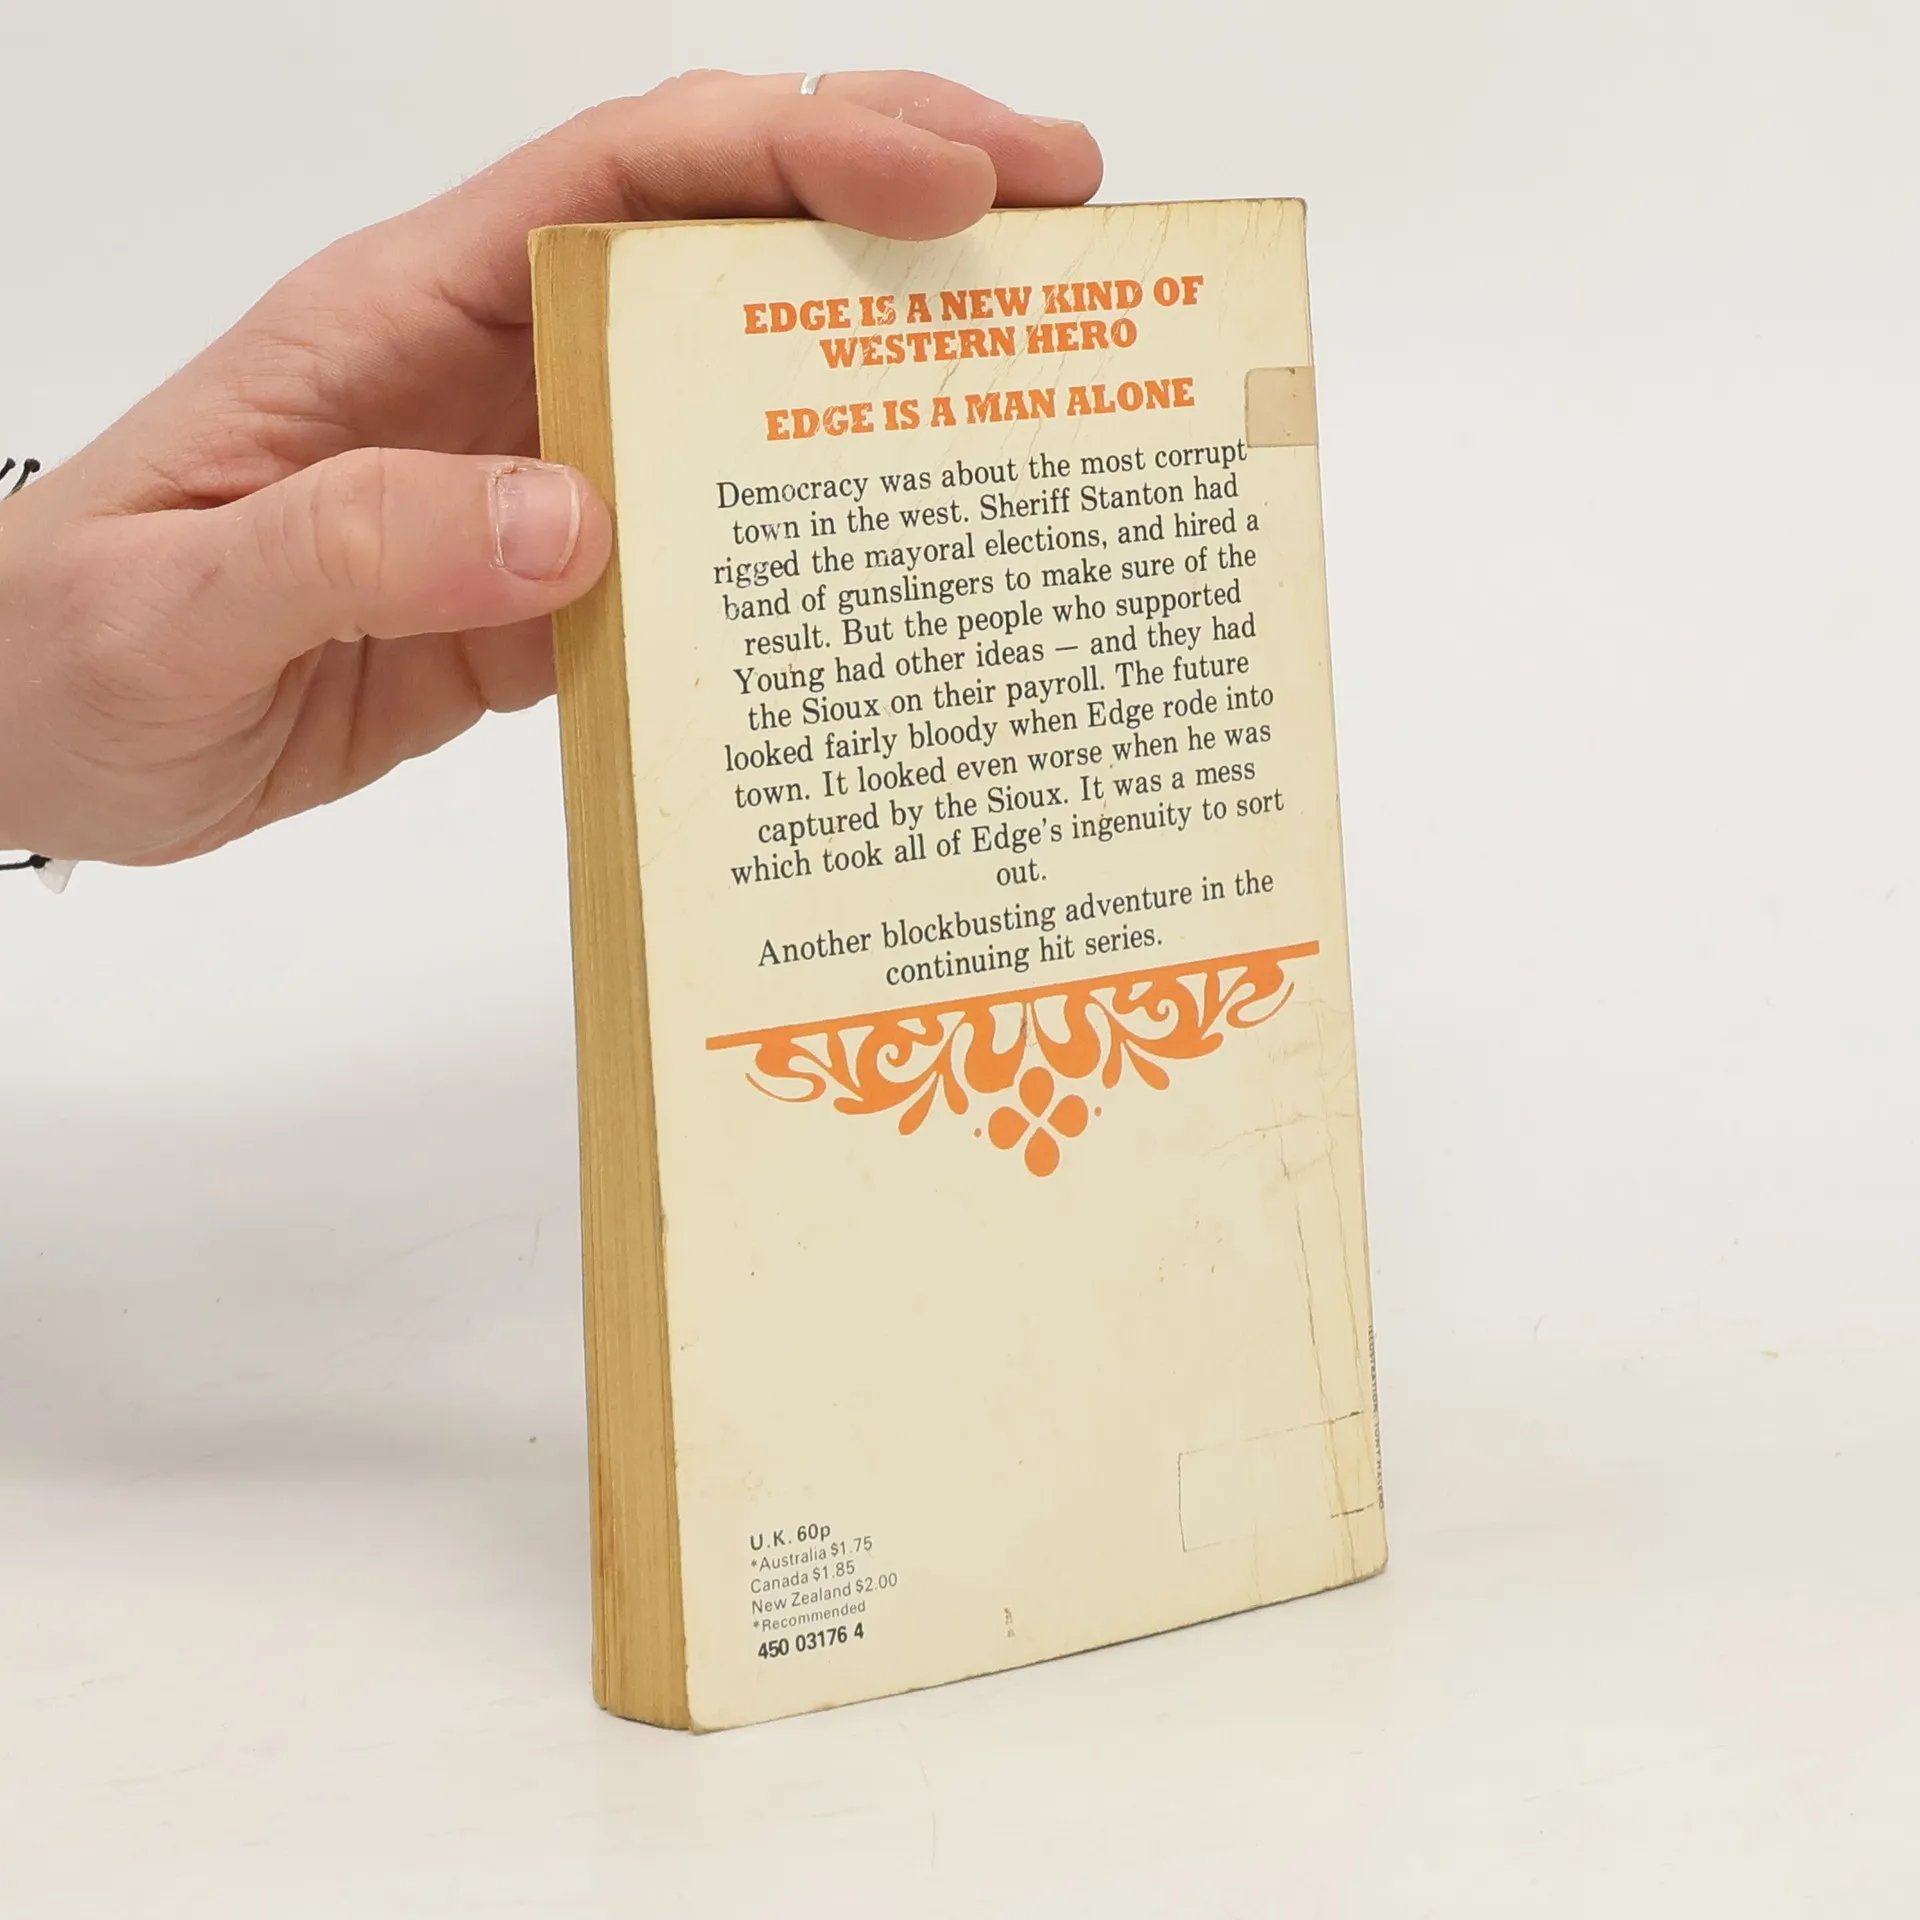 EDGE IS A NEW KIND OF
WESTERN HERO
EDGE IS A MAN ALONE
Democracy was about the most corrupt
town in the west. Sheriff Stanton had
rigged the mayoral elections, and hired a
band of gunslingers to make sure of the
result. But the people who supported
Young had other ideas — and they had
the Sioux on their payroll. The future
looked fairly bloody when Edge rode into
town. It looked even worse when he was
captured by the Sioux. It was a mess
which took all of Edge's ingenuity to sort
out.
Another blockbusting adventure in the
continuing hit series.
U.K. 60p
*Australia $1.75
Canada $1.85
New Zealand $2.00
*Recommended
450 03176 4
ILLUSTRATION: TONY